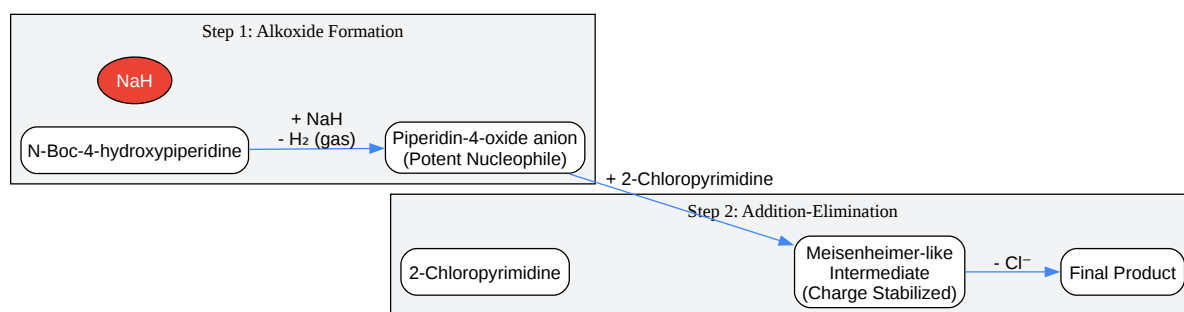 Step 1: Alkoxide Formation
NaH
+ NaH
- H₂ (gas)
N-Boc-4-hydroxypiperidine
Piperidin-4-oxide anion
(Potent Nucleophile)
+ 2-Chloropyrimidine
Step 2: Addition-Elimination
2-Chloropyrimidine
Meisenheimer-like
Intermediate
(Charge Stabilized)
- Cl⁻
Final Product